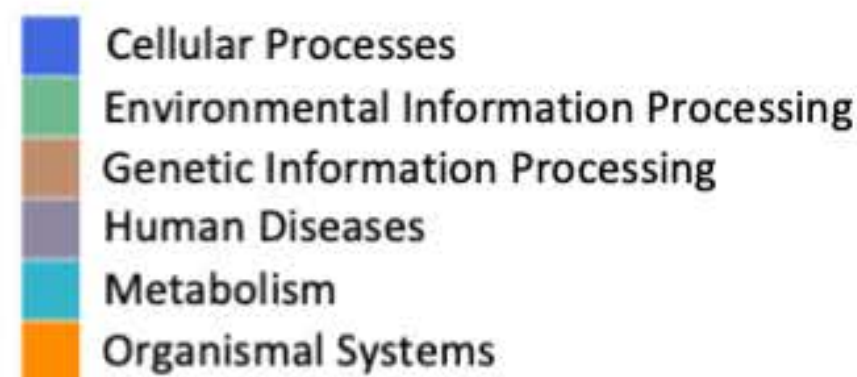 Cellular Processes
Environmental Information Processing
Genetic Information Processing
Human Diseases
Metabolism
Organismal Systems